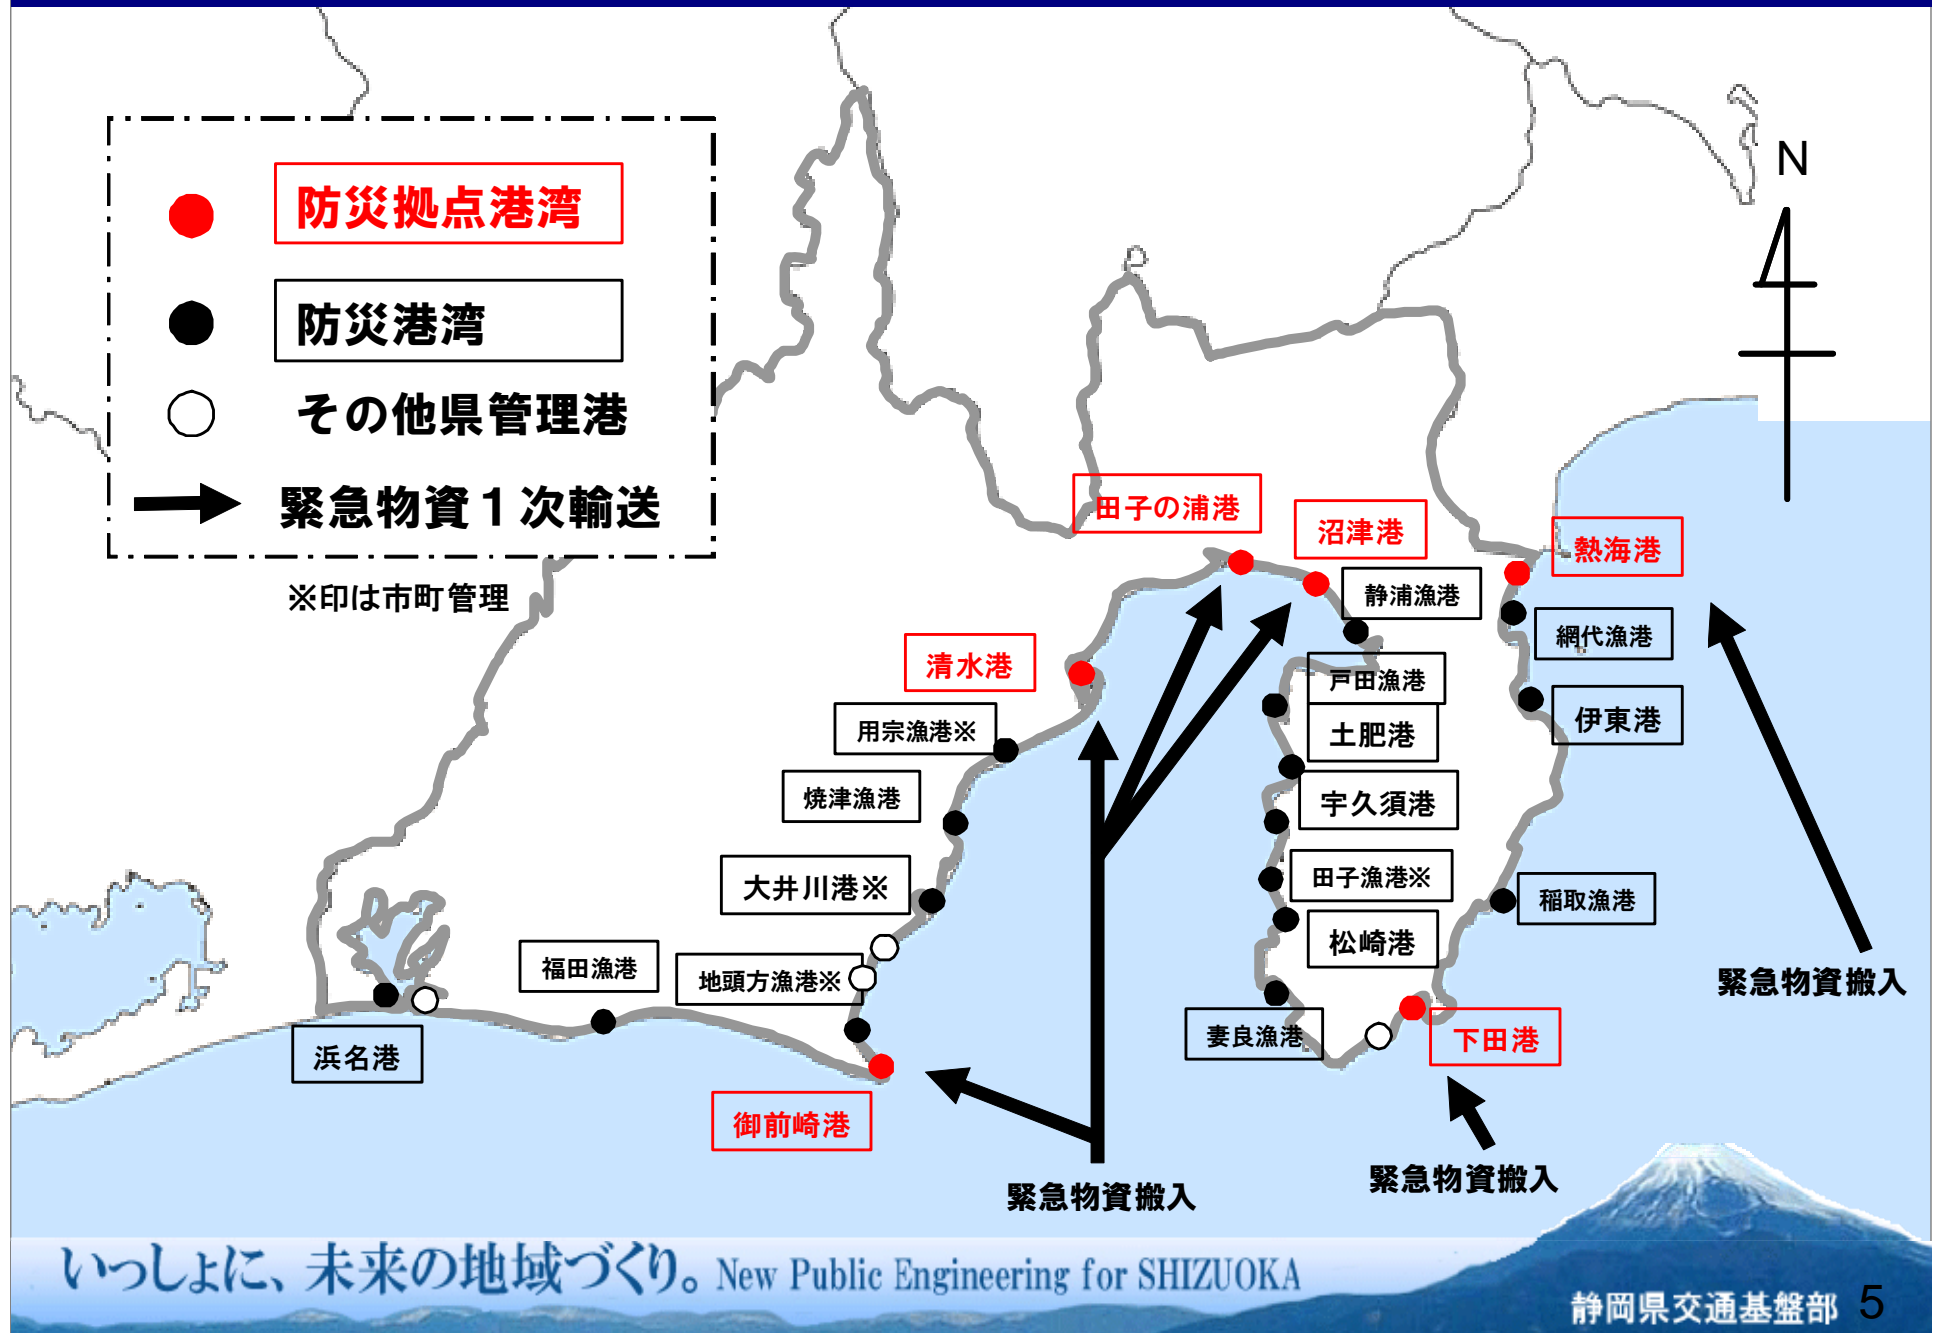 防災拠点港湾
防災港湾
その他県管理港
緊急物資１次輸送
※印は市町管理
N
田子の浦港
沼津港
熱海港
静浦漁港
網代漁港
清水港
戸田漁港
伊東港
用宗漁港※
土肥港
焼津漁港
宇久須港
大井川港※
田子漁港※
稲取漁港
松崎港
福田漁港
地頭方漁港※
緊急物資搬入
妻良漁港
下田港
浜名港
御前崎港
緊急物資搬入
緊急物資搬入
いっしょに、未来の地域づくり。New Public Engineering for SHIZUOKA
静岡県交通基盤部 5